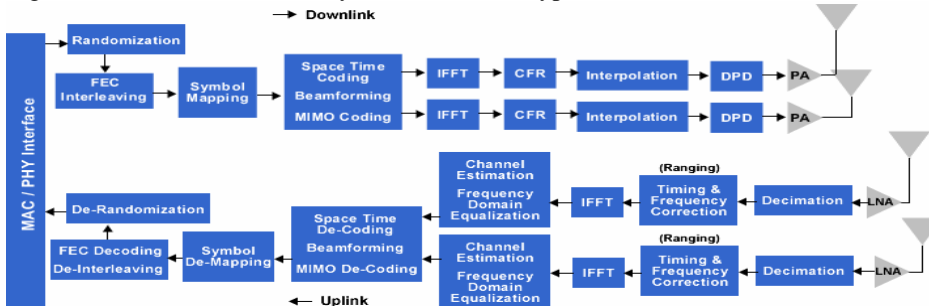 Downlink
MAC / PHY Interface
Randomization
FEC
Interleaving
Symbol
Mapping
Space Time
Coding
Beamforming
MIMO Coding
IFFT
CFR
Interpolation
DPD
PA
IFFT
CFR
Interpolation
DPD
PA
De-Randomization
FEC Decoding
De-Interleaving
Symbol
De-Mapping
Space Time
De-Coding
Beamforming
MIMO De-Coding
Channel
Estimation
Frequency
Domain
Equalization
IFFT
(Ranging)
Timing &
Frequency
Correction
Decimation
LNA
Channel
Estimation
Frequency
Domain
Equalization
IFFT
(Ranging)
Timing &
Frequency
Correction
Decimation
LNA
Uplink